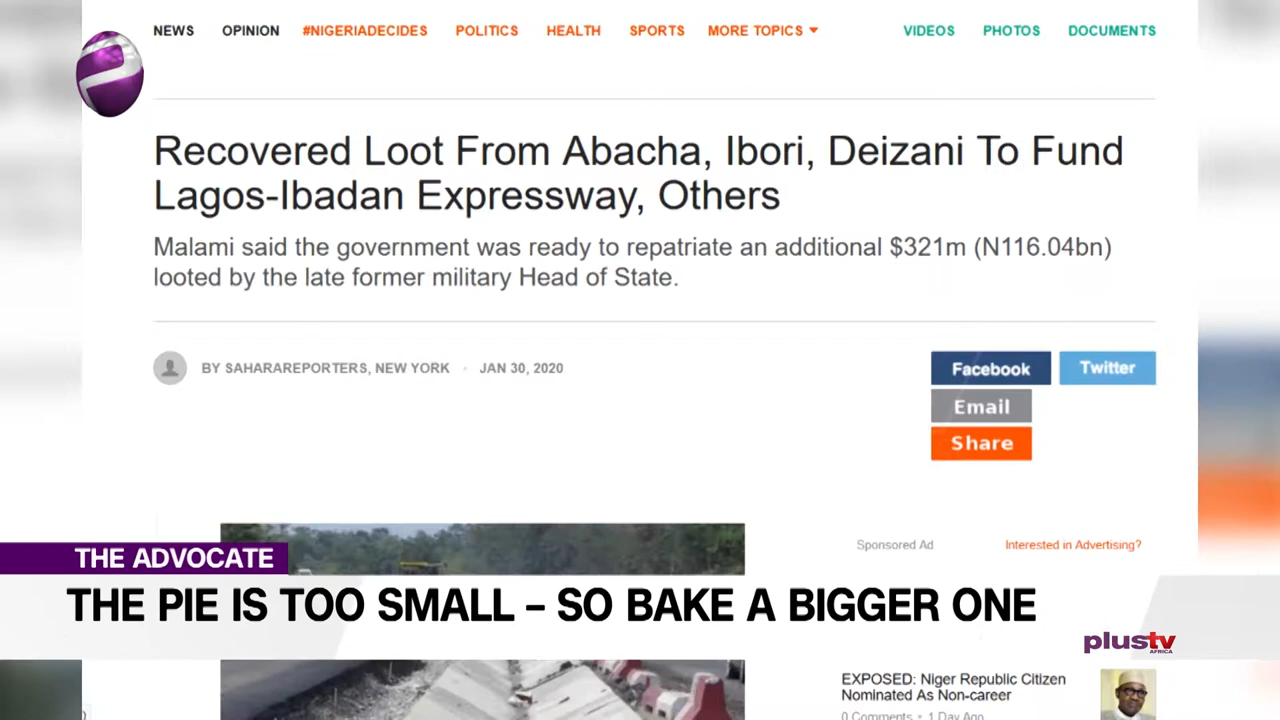 NEWS OPINION #NIGERIADECIDES POLITICS HEALTH SPORTS MORE TOPICS VIDEOS PHOTOS DOCUMENTS
Recovered Loot From Abacha, Ibori, Deizani To Fund
Lagos-Ibadan Expressway, Others
Malami said the government was ready to repatriate an additional $321m (N116.04bn)
looted by the late former military Head of State.
BY SAHARAREPORTERS, NEW YORK • JAN 30, 2020
Facebook Twitter
Email
Share
Sponsored Ad Interested in Advertising?
THE ADVOCATE
THE PIE IS TOO SMALL – SO BAKE A BIGGER ONE
plustv
AFRICA
EXPOSED: Niger Republic Citizen
Nominated As Non-career
0 Comments • 1 Day Ago